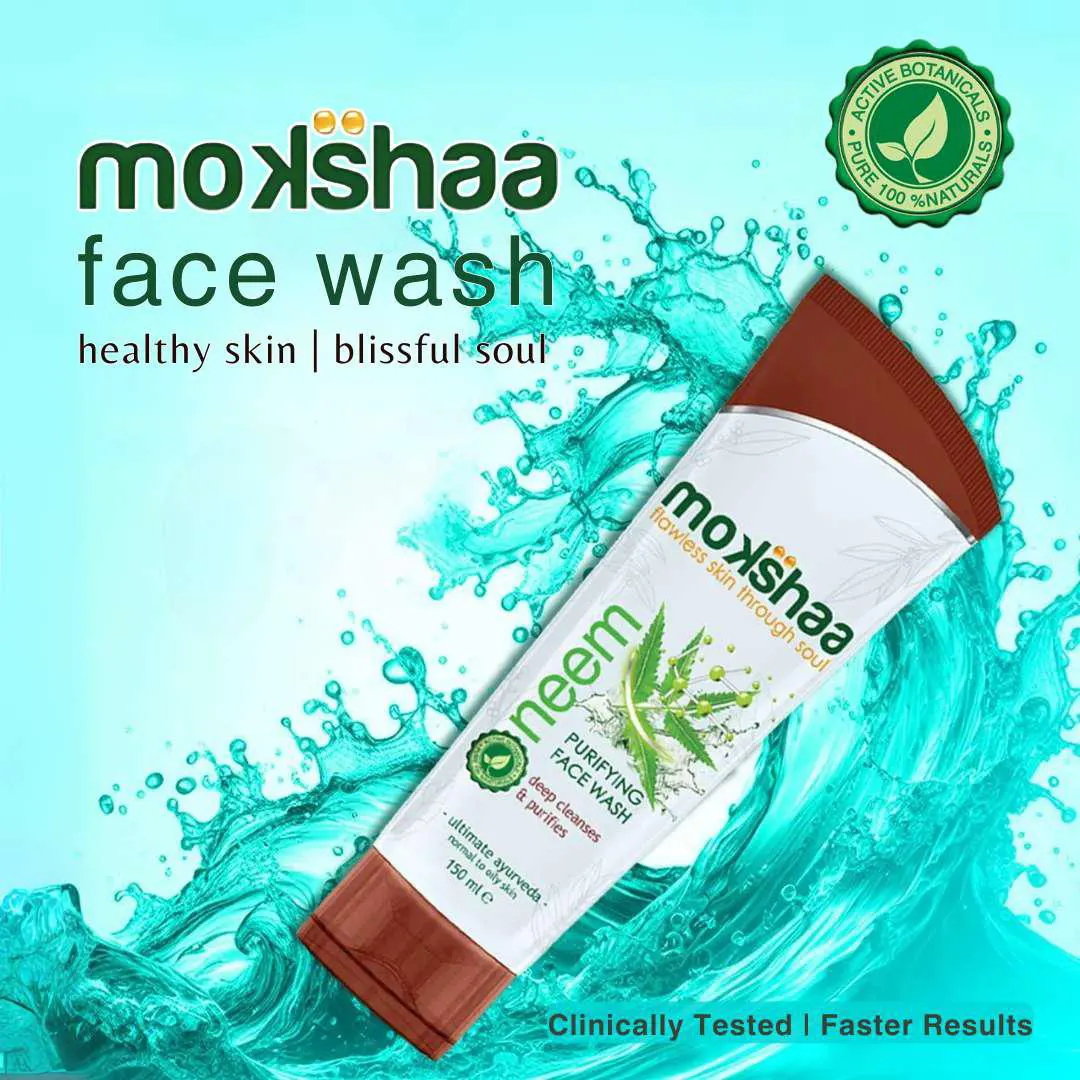 mokshaa
face wash
healthy skin | blissful soul
ACTIVE BOTANICALS
PURE 100 %NATURALS
mokshaa
flawless skin through soul
neem
PURIFYING
FACE WASH
deep cleanses
& purifies
- ultimate ayurveda -
normal to oily skin
150 ml e
Clinically Tested | Faster Results